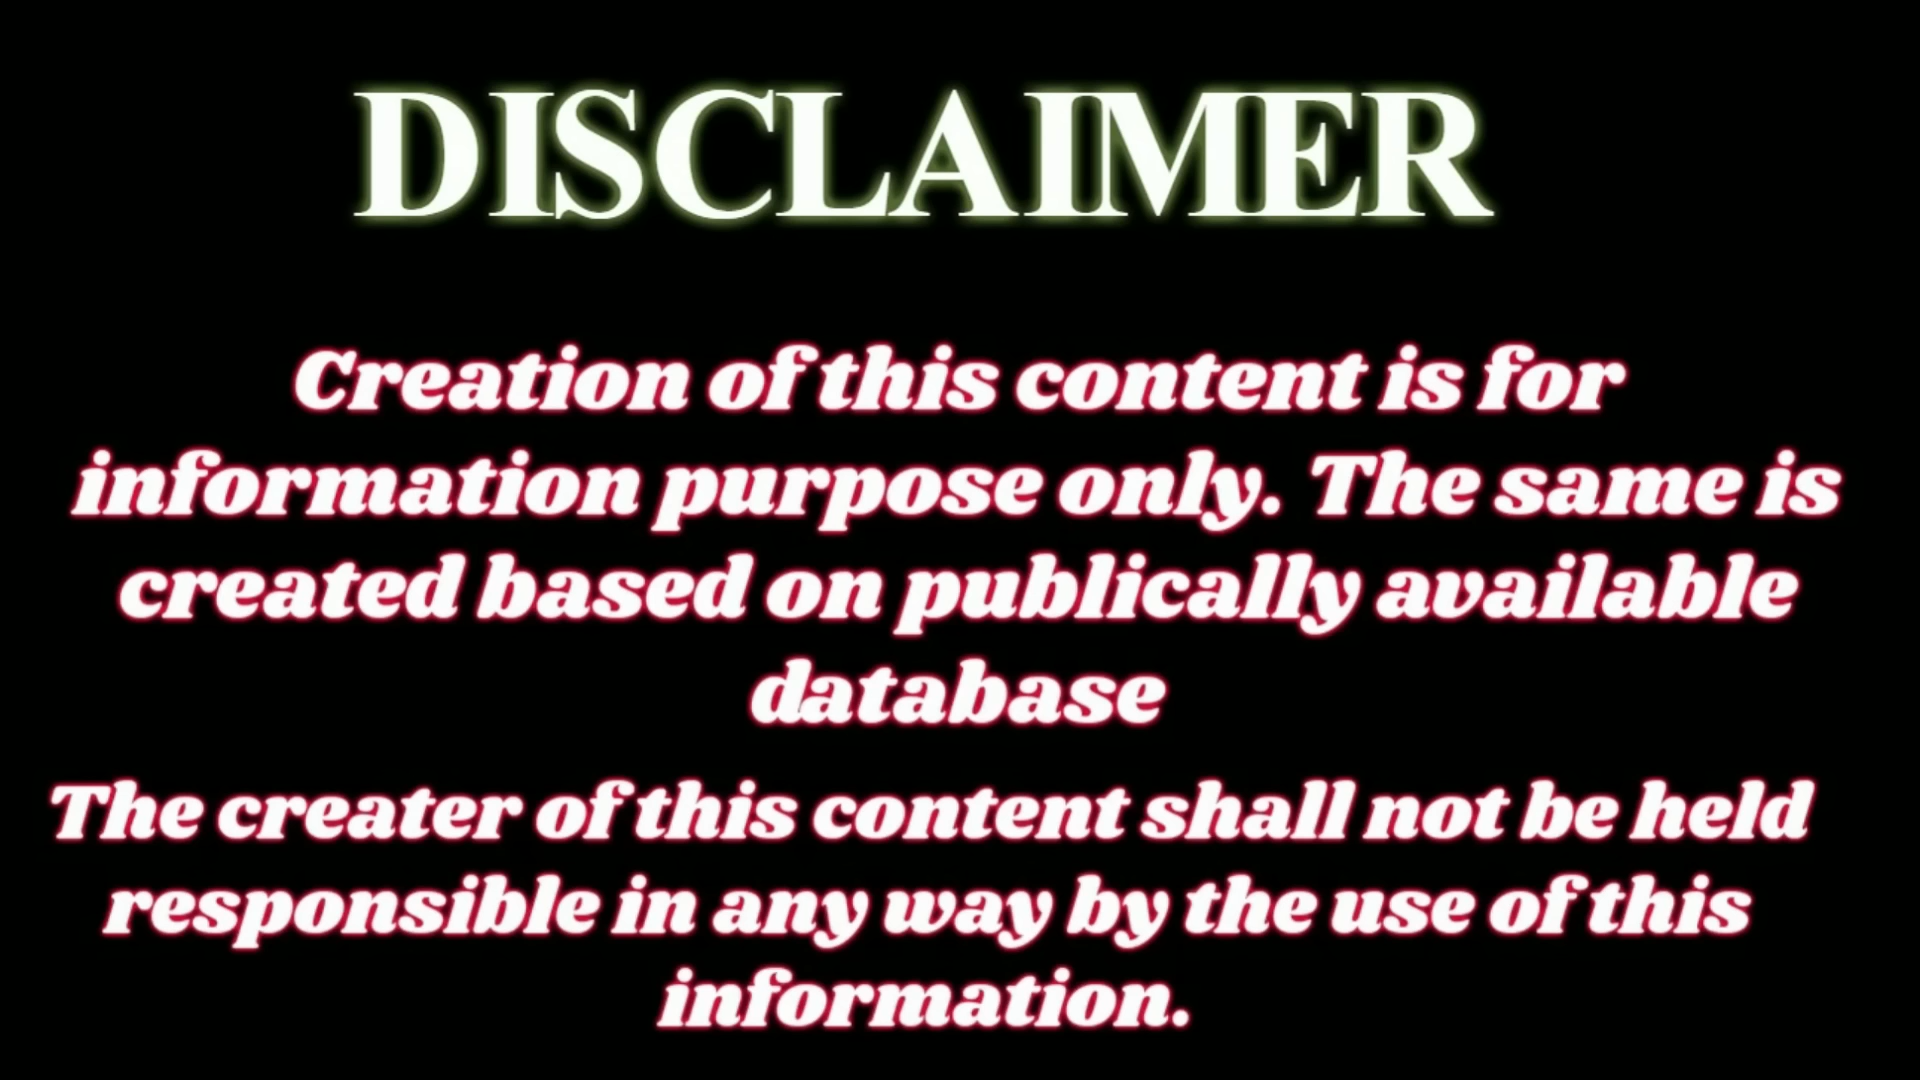 DISCLAIMER
Creation of this content is for
information purpose only. The same is
created based on publically available
database
The creater of this content shall not be held
responsible in any way by the use of this
information.